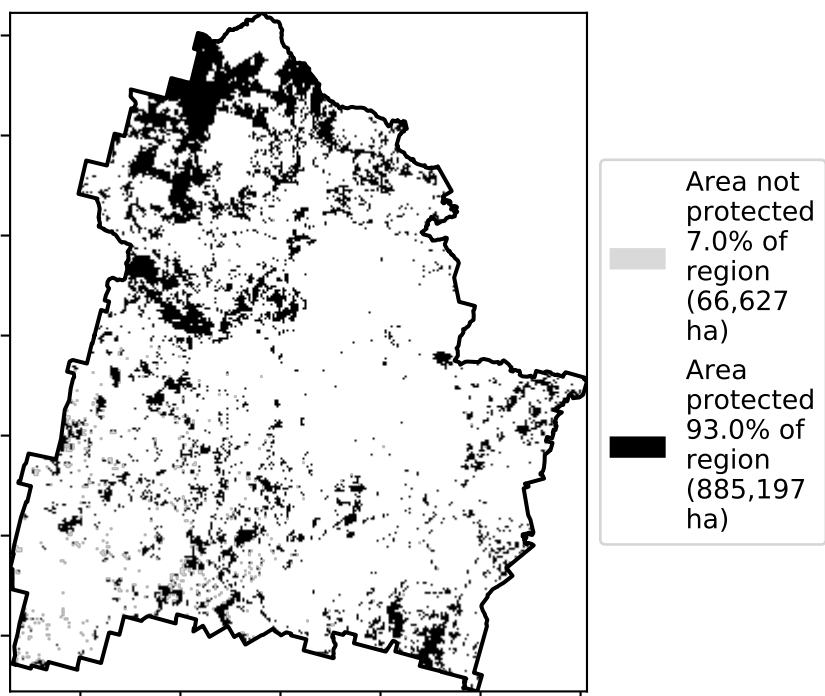 Area not
protected
7.0% of
region
(66,627
ha)
Area
protected
93.0% of
region
(885,197
ha)